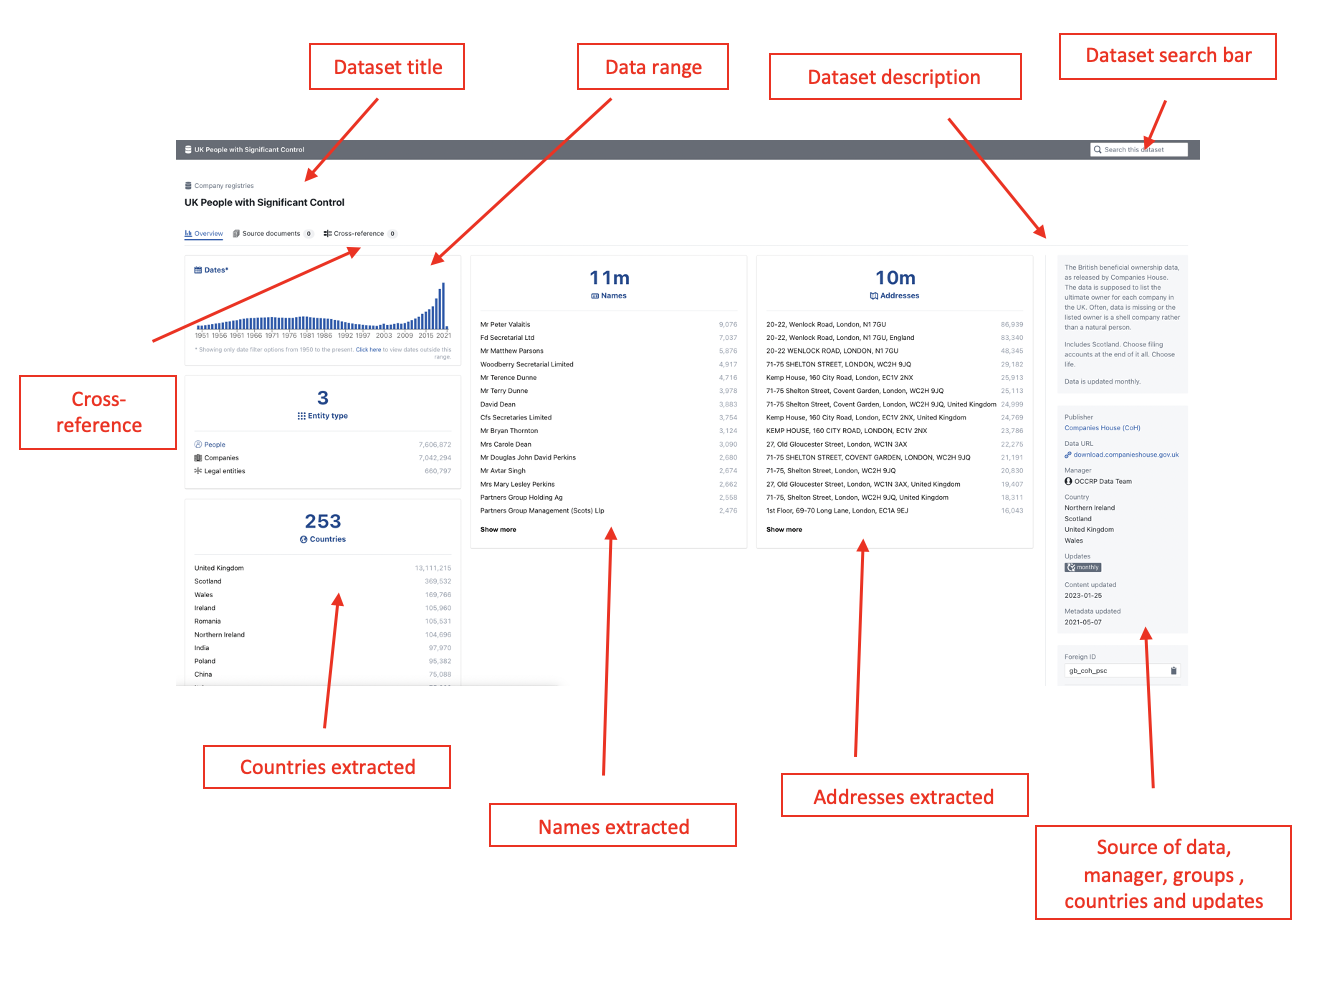 Dataset title
Data range
Dataset description
Dataset search bar
UK People with Significant Control
Search this dataset
Company registries
UK People with Significant Control
Overview
Source documents 0
Cross-reference 0
Dates*
1951 1956 1961 1966 1971 1976 1981 1986 1992 1997 2003 2009 2015 2021
* Showing only date filter options from 1950 to the present. Click here to view dates outside this
range.
Cross-
reference
3
Entity type
People 7,606,872
Companies 7,042,294
Legal entities 660,797
253
Countries
United Kingdom 13,111,215
Scotland 369,532
Wales 169,766
Ireland 105,960
Romania 105,531
Northern Ireland 104,696
India 97,970
Poland 95,382
China 75,088
11m
Names
Mr Peter Valaitis 9,076
Fd Secretarial Ltd 7,037
Mr Matthew Parsons 5,676
Woodberry Secretarial Limited 4,917
Mr Terence Dunne 4,716
Mr Terry Dunne 3,978
David Dean 3,883
Cfs Secretaries Limited 3,754
Mr Bryan Thornton 3,124
Mrs Carole Dean 3,090
Mr Douglas John David Perkins 2,680
Mr Avtar Singh 2,674
Mrs Mary Lesley Perkins 2,662
Partners Group Holding Ag 2,558
Partners Group Management (Scots) Llp 2,476
Show more
10m
Addresses
20-22, Wenlock Road, London, N1 7GU 86,939
20-22, Wenlock Road, London, N1 7GU, England 83,340
20-22 WENLOCK ROAD, LONDON, N1 7GU 48,345
71-75 SHELTON STREET, LONDON, WC2H 9JQ 29,182
Kemp House, 160 City Road, London, EC1V 2NX 25,913
71-75 Shelton Street, Covent Garden, London, WC2H 9JQ 25,113
71-75 Shelton Street, Covent Garden, London, WC2H 9JQ, United Kingdom 24,999
Kemp House, 160 City Road, London, EC1V 2NX, United Kingdom 24,769
KEMP HOUSE, 160 CITY ROAD, LONDON, EC1V 2NX 23,786
27, Old Gloucester Street, London, WC1N 3AX 22,275
71-75 SHELTON STREET, COVENT GARDEN, LONDON, WC2H 9JQ 21,191
71-75, Shelton Street, London, WC2H 9JQ 20,830
27, Old Gloucester Street, London, WC1N 3AX, United Kingdom 19,407
71-75, Shelton Street, London, WC2H 9JQ, United Kingdom 18,311
1st Floor, 69-70 Long Lane, London, EC1A 9EJ 16,043
Show more
The British beneficial ownership data,
as released by Companies House.
The data is supposed to list the
ultimate owner for each company in
the UK. Often, data is missing or the
listed owner is a shell company rather
than a natural person.
Includes Scotland. Choose filing
accounts at the end of it all. Choose
life.
Data is updated monthly.
Publisher
Companies House (CoH)
Data URL
download.companieshouse.gov.uk
Manager
OCCRP Data Team
Country
Northern Ireland
Scotland
United Kingdom
Wales
Updates
monthly
Content updated
2023-01-25
Metadata updated
2021-05-07
Foreign ID
gb_coh_psc
Countries extracted
Names extracted
Addresses extracted
Source of data,
manager, groups ,
countries and updates